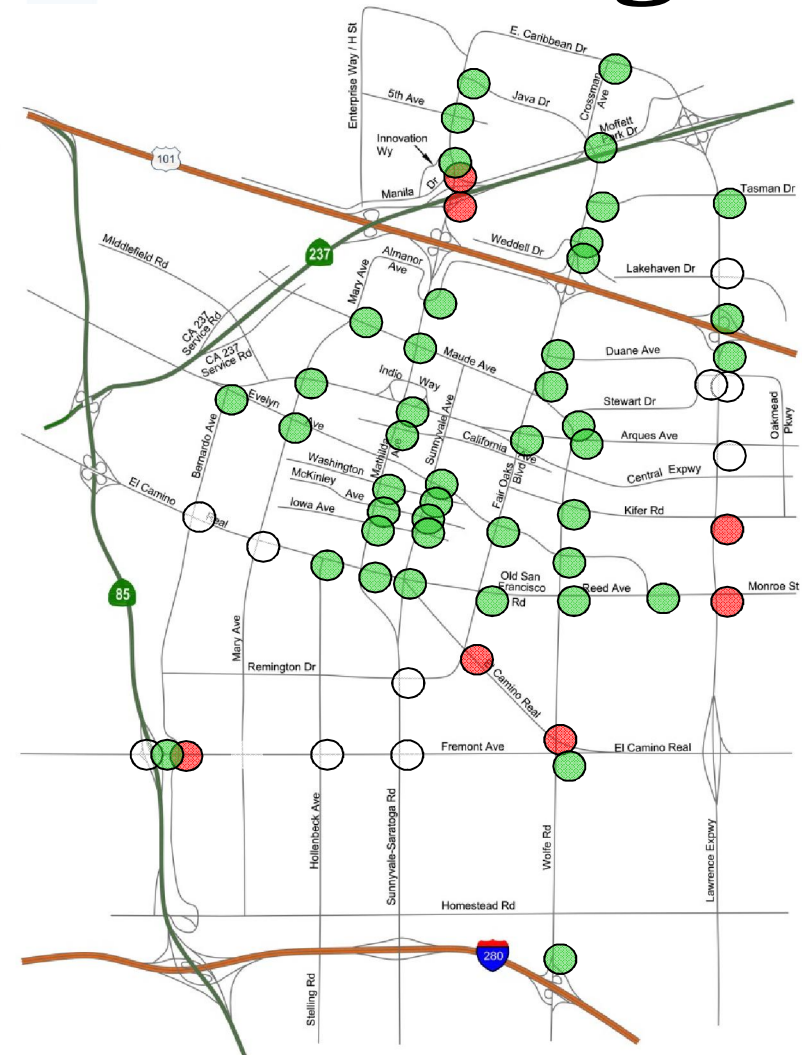 g
E. Caribbean Dr
Enterprise Way / H St
Crossman
Ave
5th Ave
Java Dr
Moffett
Park Dr
Innovation
Wy
101
Manila
Dr
Tasman Dr
Middlefield Rd
237
Almanor
Ave
Weddell Dr
Lakehaven Dr
Mary Ave
CA 237
Service Rd
CA 237
Service Rd
Maude Ave
Duane Ave
Indio
Way
Stewart Dr
Evelyn
Ave
Bernardo Ave
Mathilda
Ave
Sunnyvale Ave
California
Ave
Arques Ave
Oakmead
Pkwy
Washington
McKinley
Ave
Iowa Ave
Fair Oaks
Blvd
Central Expwy
El Camino
Real
Kifer Rd
85
Old San
Francisco
Rd
Reed Ave
Monroe St
Mary Ave
Remington Dr
Camino Real
Fremont Ave
El Camino Real
Hollenbeck Ave
Sunnyvale-Saratoga Rd
Wolfe Rd
Lawrence Expwy
Homestead Rd
280
Stelling Rd